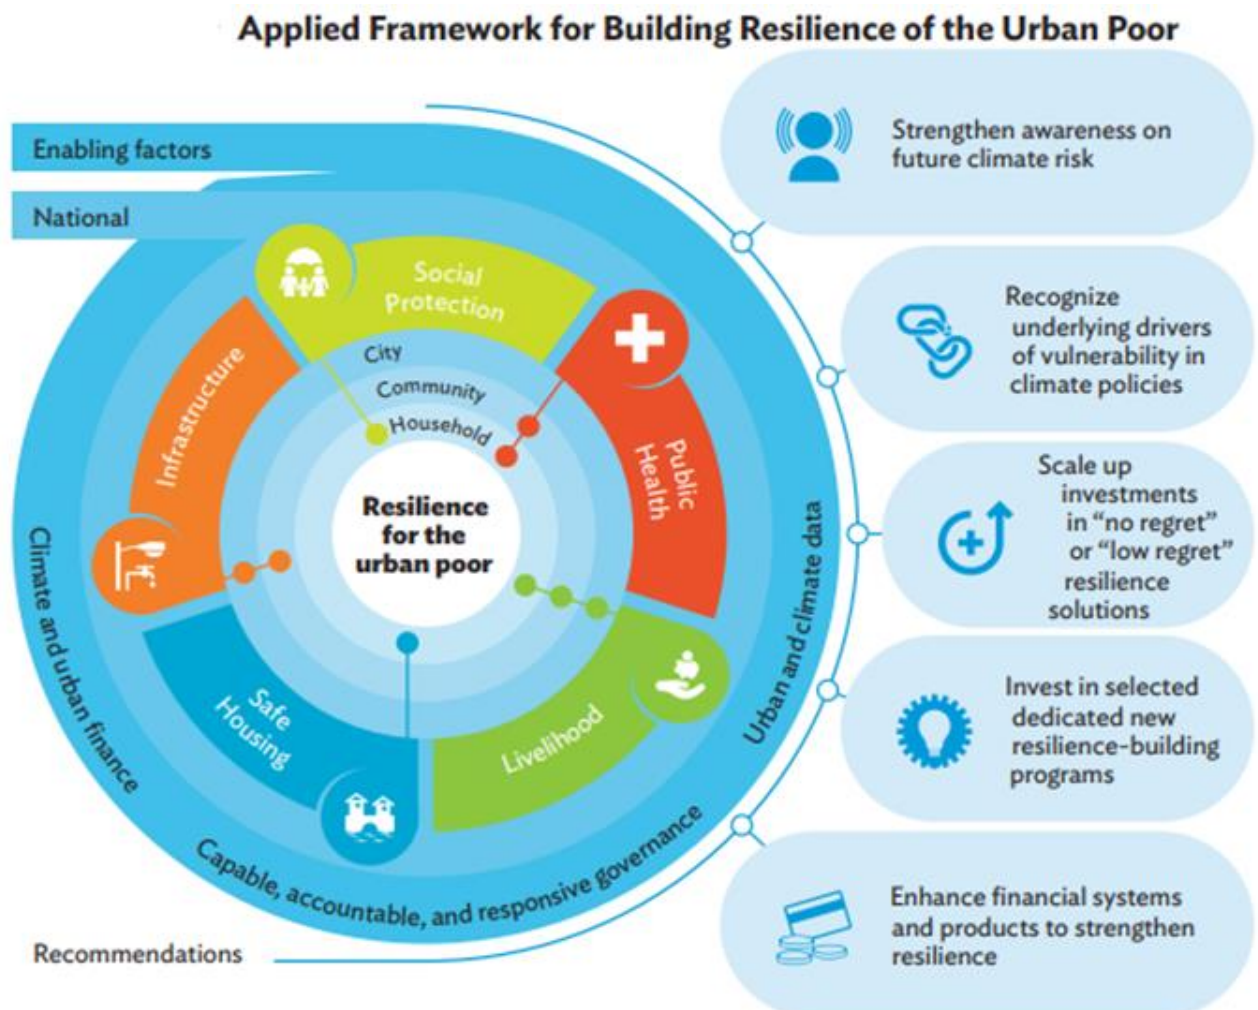 Applied Framework for Building Resilience of the Urban Poor
Enabling factors
National
Social
Protection
City
Community
Household
Resilience
for the
urban poor
Infrastructure
Public
Health
Safe
Housing
Livelihood
Climate and urban finance
Capable, accountable, and responsive governance
Urban and climate data
Recommendations
Strengthen awareness on
future climate risk
Recognize
underlying drivers
of vulnerability in
climate policies
Scale up
investments
in “no regret”
or “low regret”
resilience
solutions
Invest in selected
dedicated new
resilience-building
programs
Enhance financial systems
and products to strengthen
resilience